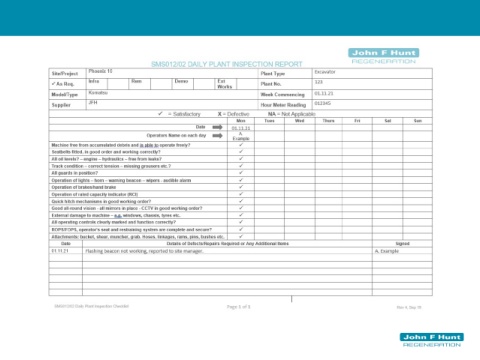 John F Hunt
REGENERATION
SMS012/02 DAILY PLANT INSPECTION REPORT
Site/Project Phoasis 10 Plant Type Excavator
✓ As Req. Infra Rem Demo Ext Works Plant No. 123
Model/Type Komatsu Week Commencing 01.11.21
Supplier JFH Hour Meter Reading 012345
✓ = Satisfactory X = Defective NA = Not Applicable
Mon Tues Wed Thurs Fri Sat Sun
Date 01.11.21
Operators Name on each day A. Example
Machine free from accumulated debris and is able to operate freely? ✓
Seatbelts fitted, in good order and working correctly? ✓
All oil levels? – engine – hydraulics – free from leaks? ✓
Track condition – correct tension – missing grousers etc.? ✓
All guards in position? ✓
Operation of lights – horn – warning beacon – wipers - audible alarm ✓
Operation of brakes/hand brake ✓
Operation of rated capacity indicator (RCI) ✓
Quick hitch mechanisms in good working order? ✓
Good all-round vision - all mirrors in place - CCTV in good working order? ✓
External damage to machine – e.g. windows, chassis, tyres etc. ✓
All operating controls clearly marked and function correctly? ✓
ROPS/FOPS, operator's seat and restraining system are complete and secure? ✓
Attachments: bucket, shear, muncher, grab. Hoses, linkages, rams, pins, bushes etc. ✓
Date Details of Defects/Repairs Required or Any Additional Items Signed
01.11.21 Flashing beacon not working, reported to site manager. A. Example
SMS012/02 Daily Plant Inspection Checklist Page 1 of 1
John F Hunt
REGENERATION